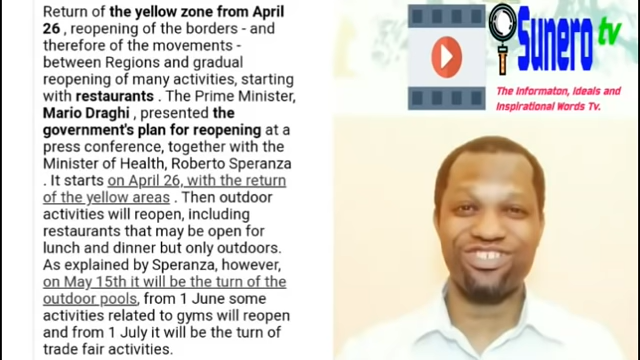 Return of the yellow zone from April
26 , reopening of the borders - and
therefore of the movements -
between Regions and gradual
reopening of many activities, starting
with restaurants . The Prime Minister,
Mario Draghi , presented the
government's plan for reopening at a
press conference, together with the
Minister of Health, Roberto Speranza
. It starts on April 26, with the return
of the yellow areas . Then outdoor
activities will reopen, including
restaurants that may be open for
lunch and dinner but only outdoors.
As explained by Speranza, however,
on May 15th it will be the turn of the
outdoor pools, from 1 June some
activities related to gyms will reopen
and from 1 July it will be the turn of
trade fair activities.
Sunero tv
The Informaton, Ideals and
Inspirational Words Tv.